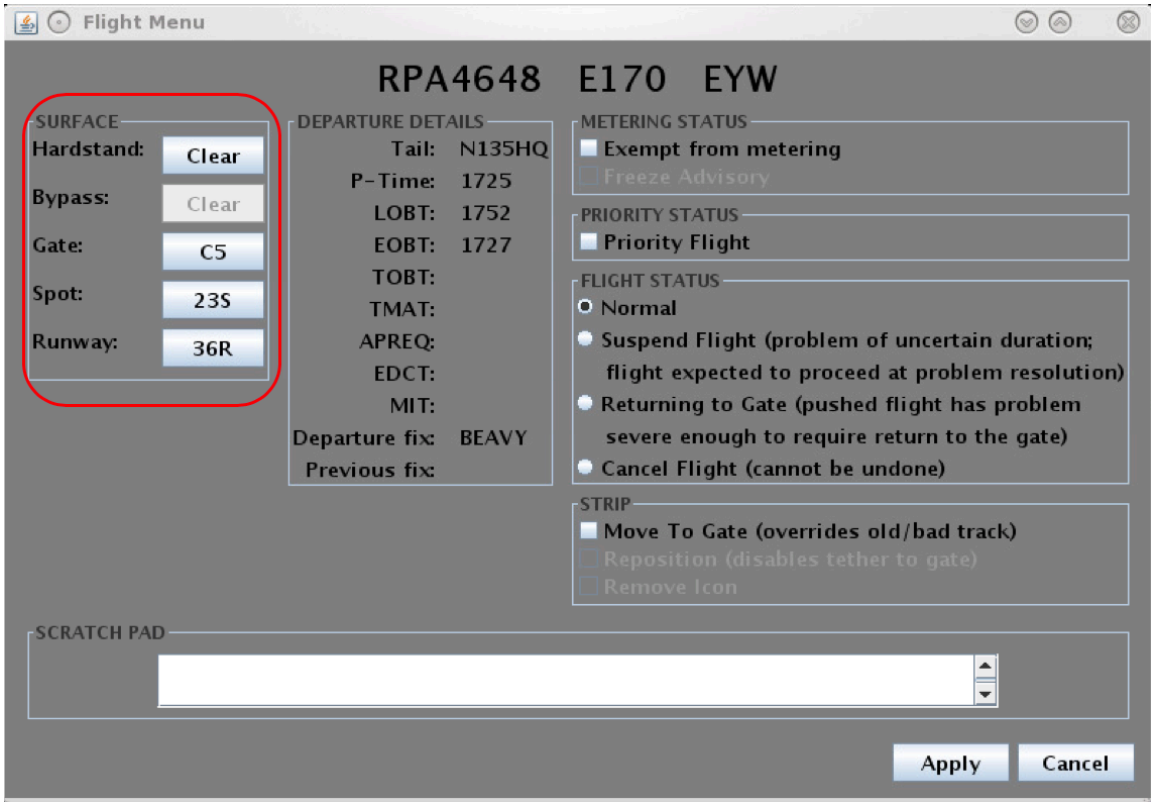 Flight Menu
RPA4648 E170 EYW
SURFACE
Hardstand: Clear
Bypass: Clear
Gate: C5
Spot: 23S
Runway: 36R
DEPARTURE DETAILS
Tail: N135HQ
P-Time: 1725
LOBT: 1752
EOBT: 1727
TOBT:
TMAT:
APREQ:
EDCT:
MIT:
Departure fix: BEAVY
Previous fix:
METERING STATUS
Exempt from metering
Freeze Advisory
PRIORITY STATUS
Priority Flight
FLIGHT STATUS
Normal
Suspend Flight (problem of uncertain duration;
flight expected to proceed at problem resolution)
Returning to Gate (pushed flight has problem
severe enough to require return to the gate)
Cancel Flight (cannot be undone)
STRIP
Move To Gate (overrides old/bad track)
Reposition (disables tether to gate)
Remove Icon
SCRATCH PAD
Apply Cancel